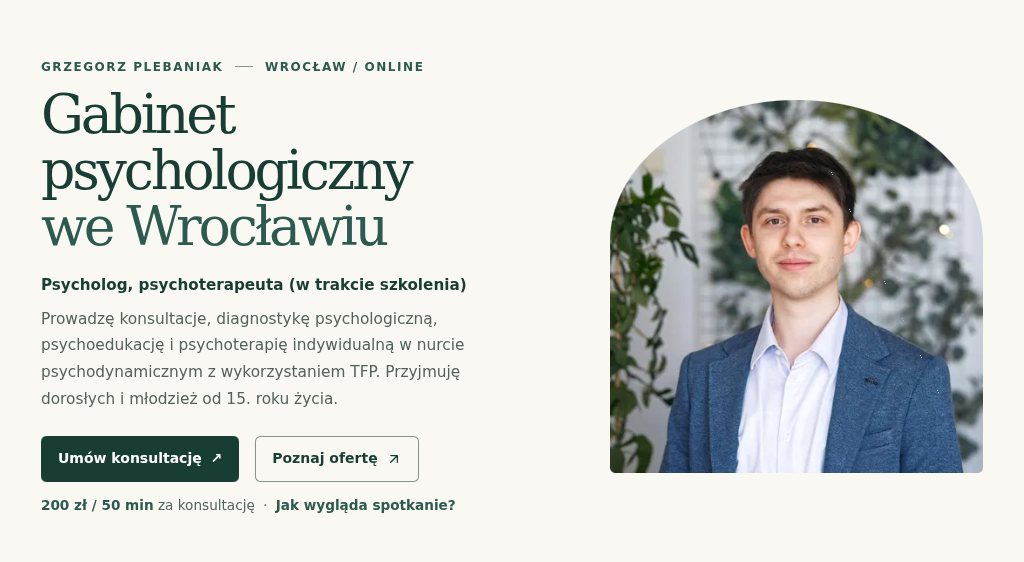 GRZEGORZ PLEBANIAK — WROCŁAW / ONLINE
Gabinet
psychologiczny
we Wrocławiu
Psycholog, psychoterapeuta (w trakcie szkolenia)
Prowadzę konsultacje, diagnostykę psychologiczną,
psychoedukację i psychoterapię indywidualną w nurcie
psychodynamicznym z wykorzystaniem TFP. Przyjmuję
dorosłych i młodzież od 15. roku życia.
Umów konsultację ↗
Poznaj ofertę ↗
200 zł / 50 min za konsultację · Jak wygląda spotkanie?